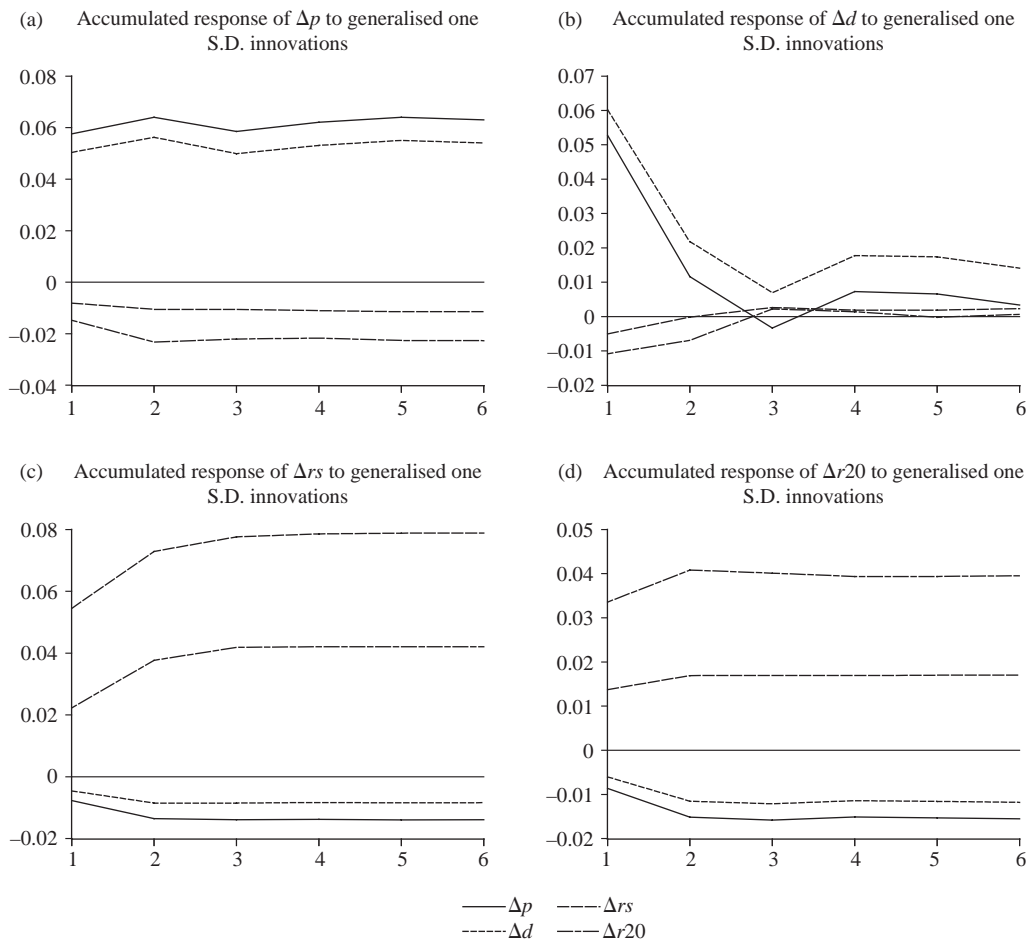 (a) Accumulated response of Δp to generalised one
S.D. innovations
0.08
0.06
0.04
0.02
0
–0.02
–0.04
1 2 3 4 5 6
(b) Accumulated response of Δd to generalised one
S.D. innovations
0.07
0.06
0.05
0.04
0.03
0.02
0.01
0
–0.01
–0.02
1 2 3 4 5 6
(c) Accumulated response of Δrs to generalised one
S.D. innovations
0.08
0.06
0.04
0.02
0
–0.02
1 2 3 4 5 6
(d) Accumulated response of Δr20 to generalised one
S.D. innovations
0.05
0.04
0.03
0.02
0.01
0
–0.01
–0.02
1 2 3 4 5 6
Δp Δrs
Δd Δr20